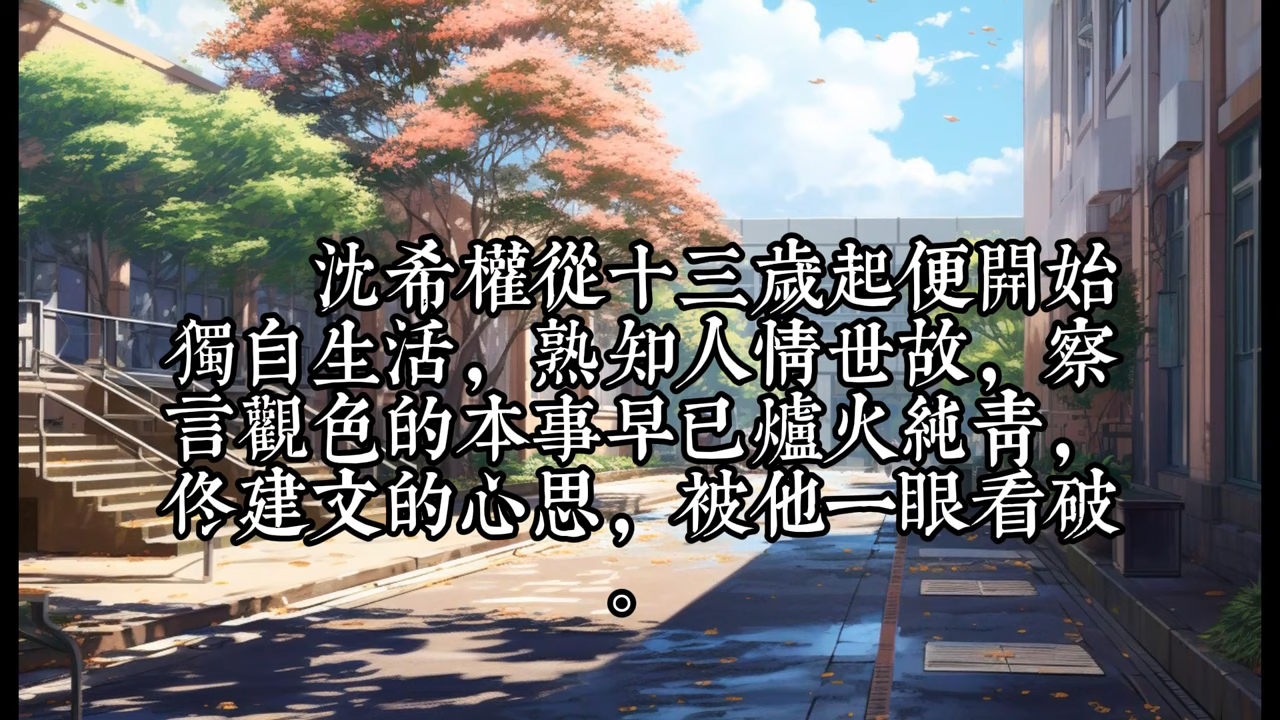 沈希權從十三歲起便開始
獨自生活，熟知人情世故，察
言觀色的本事早已爐火純青，
佟建文的心思，被他一眼看破
。